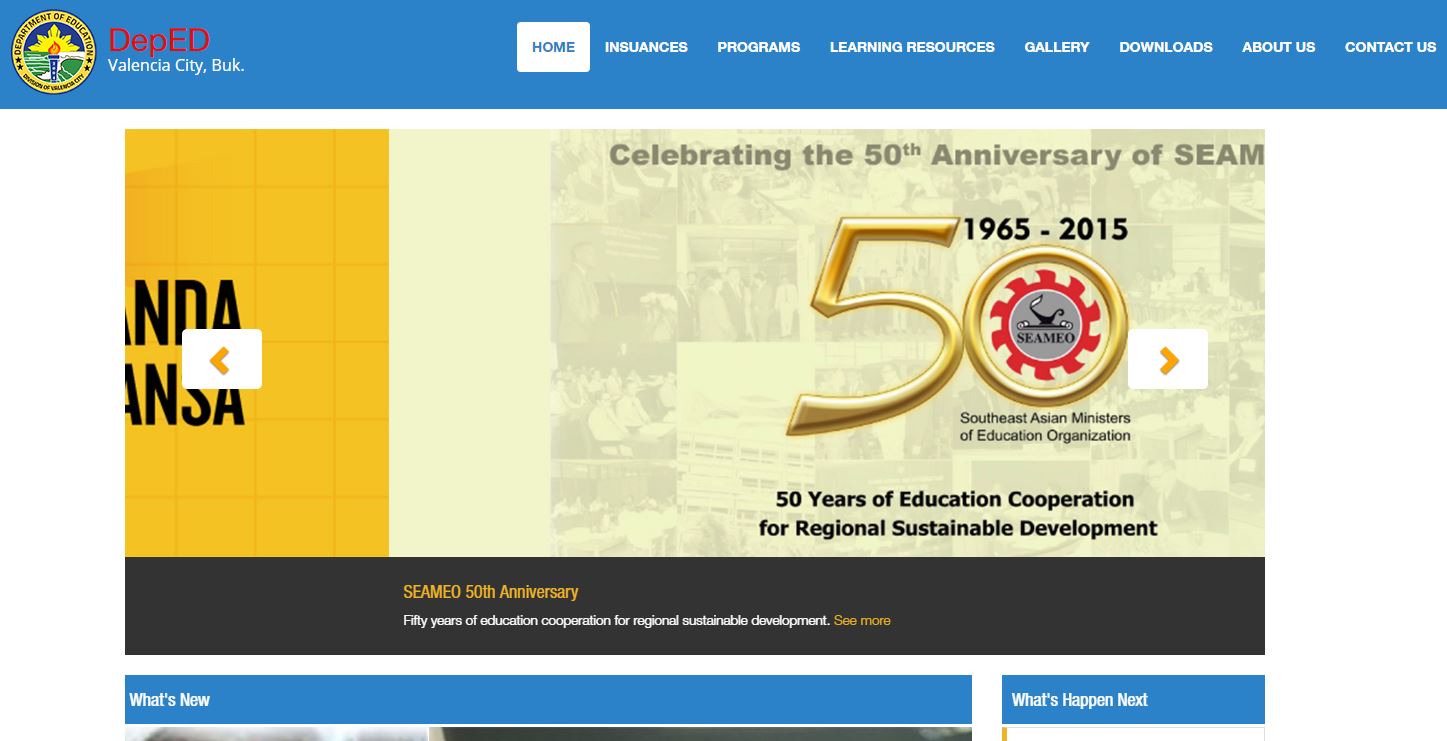 DEPARTMENT OF EDUCATION
DIVISION OF VALENCIA CITY
DepED
Valencia City, Buk.
HOME INSUANCES PROGRAMS LEARNING RESOURCES GALLERY DOWNLOADS ABOUT US CONTACT US
Celebrating the 50th Anniversary of SEAM
1965 - 2015
50
SEAMEO
Southeast Asian Ministers
of Education Organization
50 Years of Education Cooperation
for Regional Sustainable Development
NDA
ANSA
SEAMEO 50th Anniversary
Fifty years of education cooperation for regional sustainable development. See more
What's New
What's Happen Next